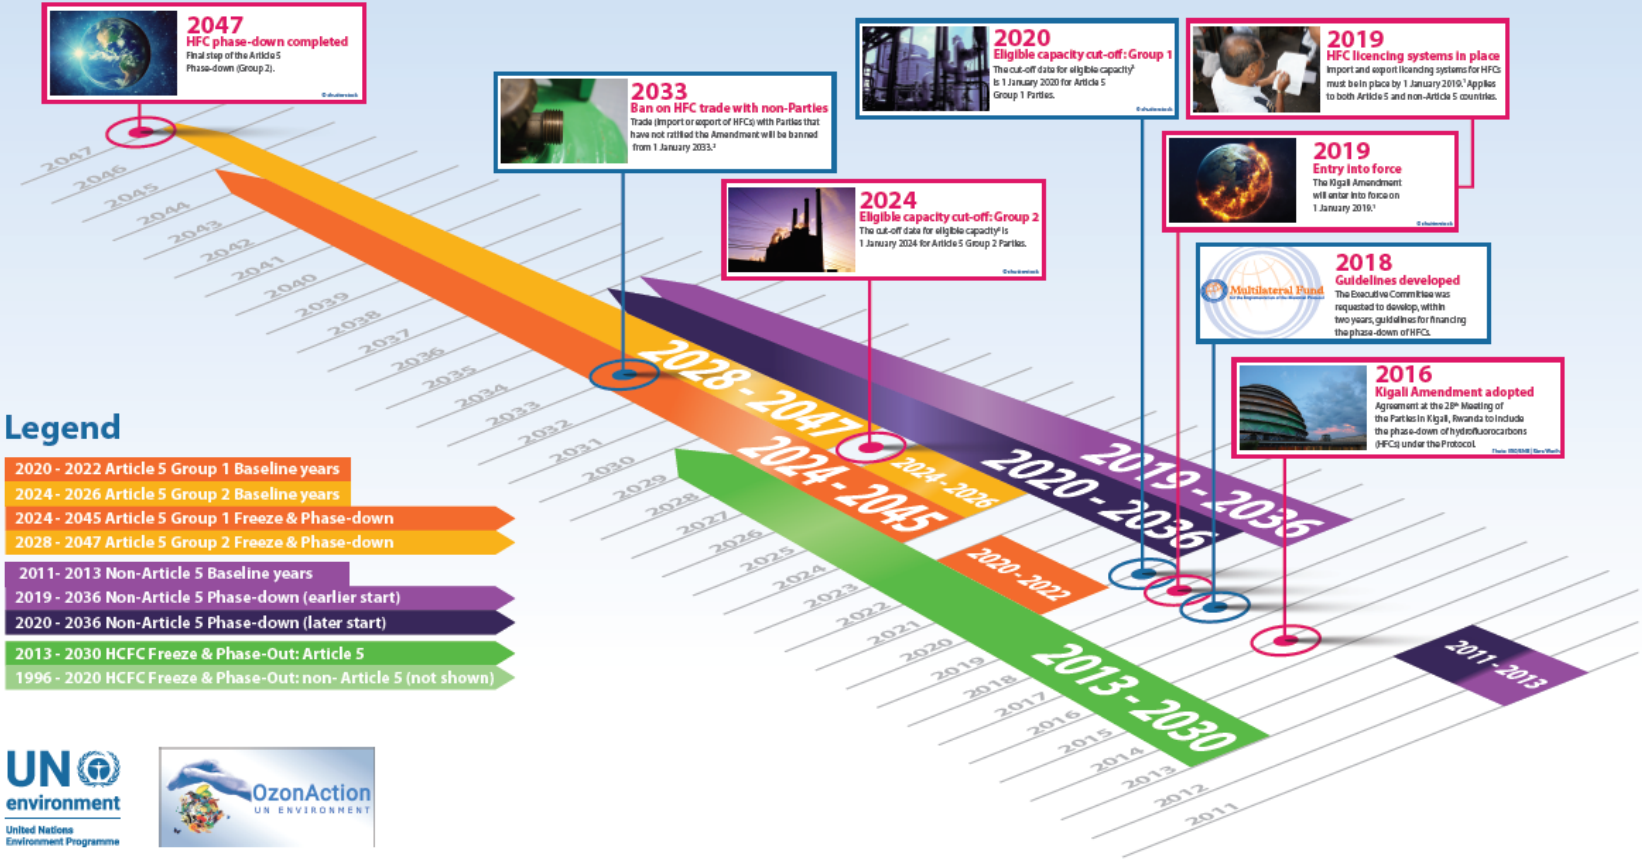 2047
HFC phase-down completed
Final step of the Article 5
Phase-down (Group 2).
© shutterstock
2033
Ban on HFC trade with non-Parties
Trade (import or export of HFCs) with Parties that
have not ratified the Amendment will be banned
from 1 January 2033.²
2020
Eligible capacity cut-off: Group 1
The cut-off date for eligible capacity
is 1 January 2020 for Article 5
Group 1 Parties.
© shutterstock
2019
HFC licencing systems in place
Import and export licencing systems for HFCs
must be in place by 1 January 2019.¹ Applies
to both Article 5 and non-Article 5 countries.
2019
Entry into force
The Kigali Amendment
will enter into force on
1 January 2019.¹
© shutterstock
2024
Eligible capacity cut-off: Group 2
The cut-off date for eligible capacity is
1 January 2024 for Article 5 Group 2 Parties.
© shutterstock
Multilateral Fund
for the Implementation of the Montreal Protocol
2018
Guidelines developed
The Executive Committee was
requested to develop, within
two years, guidelines for financing
the phase-down of HFCs.
2016
Kigali Amendment adopted
Agreement at the 28th Meeting of
the Parties in Kigali, Rwanda to include
the phase-down of hydrofluorocarbons
(HFCs) under the Protocol.
2047
2046
2045
2044
2043
2042
2041
2040
2039
2038
2037
2036
2035
2034
2033
2032
2031
2030
2029
2028
2027
2026
2025
2024
2023
2022
2021
2020
2019
2018
2017
2016
2015
2014
2013
2012
2011
2028 - 2047
2024 - 2045
2024 - 2026
2020 - 2022
2020 - 2036
2019 - 2036
2013 - 2030
2011 - 2013
Legend
2020 - 2022 Article 5 Group 1 Baseline years
2024 - 2026 Article 5 Group 2 Baseline years
2024 - 2045 Article 5 Group 1 Freeze & Phase-down
2028 - 2047 Article 5 Group 2 Freeze & Phase-down
2011- 2013 Non-Article 5 Baseline years
2019 - 2036 Non-Article 5 Phase-down (earlier start)
2020 - 2036 Non-Article 5 Phase-down (later start)
2013 - 2030 HCFC Freeze & Phase-Out: Article 5
1996 - 2020 HCFC Freeze & Phase-Out: non- Article 5 (not shown)
UN
environment
United Nations
Environment Programme
OzonAction
UN ENVIRONMENT